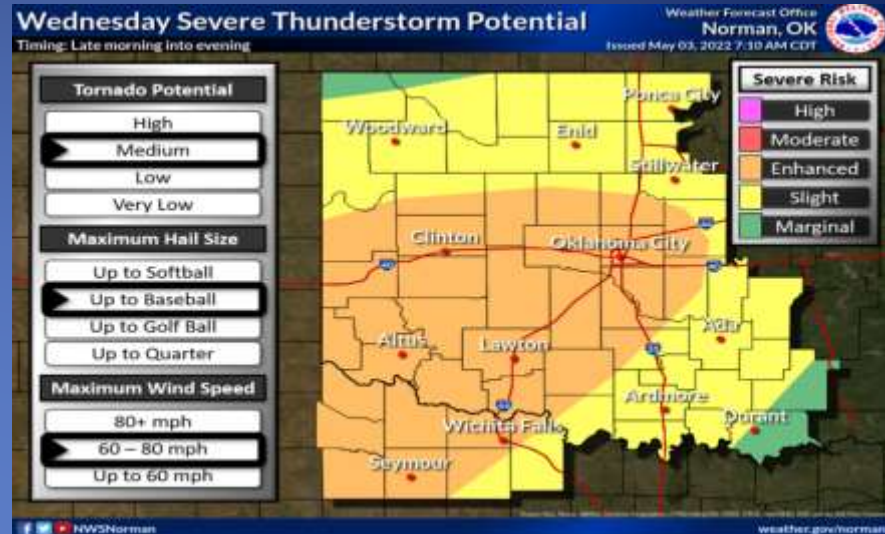 Wednesday Severe Thunderstorm Potential
Timing: Late morning into evening
Weather Forecast Office
Norman, OK
Issued May 03, 2022 7:10 AM CDT
Tornado Potential
High
Medium
Low
Very Low
Maximum Hail Size
Up to Softball
Up to Baseball
Up to Golf Ball
Up to Quarter
Maximum Wind Speed
80+ mph
60 – 80 mph
Up to 60 mph
Severe Risk
High
Moderate
Enhanced
Slight
Marginal
Ponca City
Woodward
Enid
Stillwater
Clinton
Oklahoma City
Altus
Lawton
Ada
Ardmore
Durant
Wichita Falls
Seymour
NWSNorman
weather.gov/norman